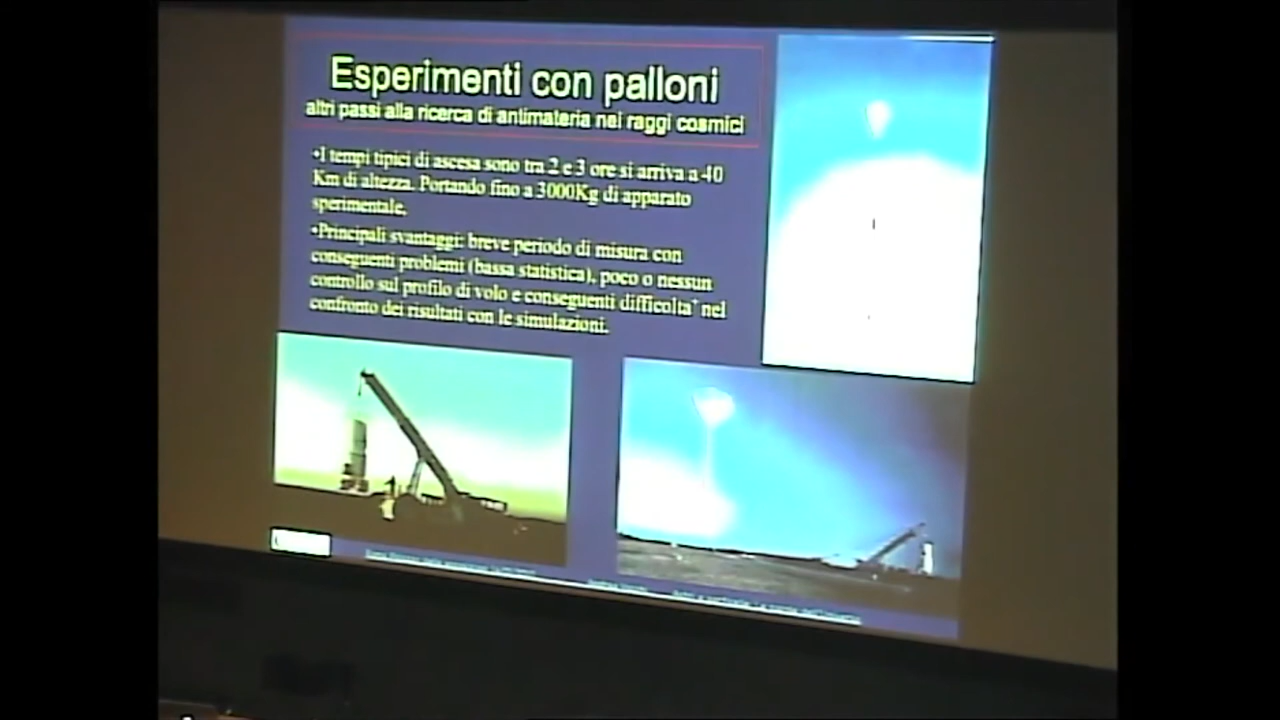 Esperimenti con palloni
altri passi alla ricerca di antimateria nei raggi cosmici
•I tempi tipici di ascesa sono tra 2 e 3 ore si arriva a 40
Km di altezza. Portando fino a 3000Kg di apparato
sperimentale.
•Principali svantaggi: breve periodo di misura con
conseguenti problemi (bassa statistica), poco o nessun
controllo sul profilo di volo e conseguenti difficolta' nel
confronto dei risultati con le simulazioni.